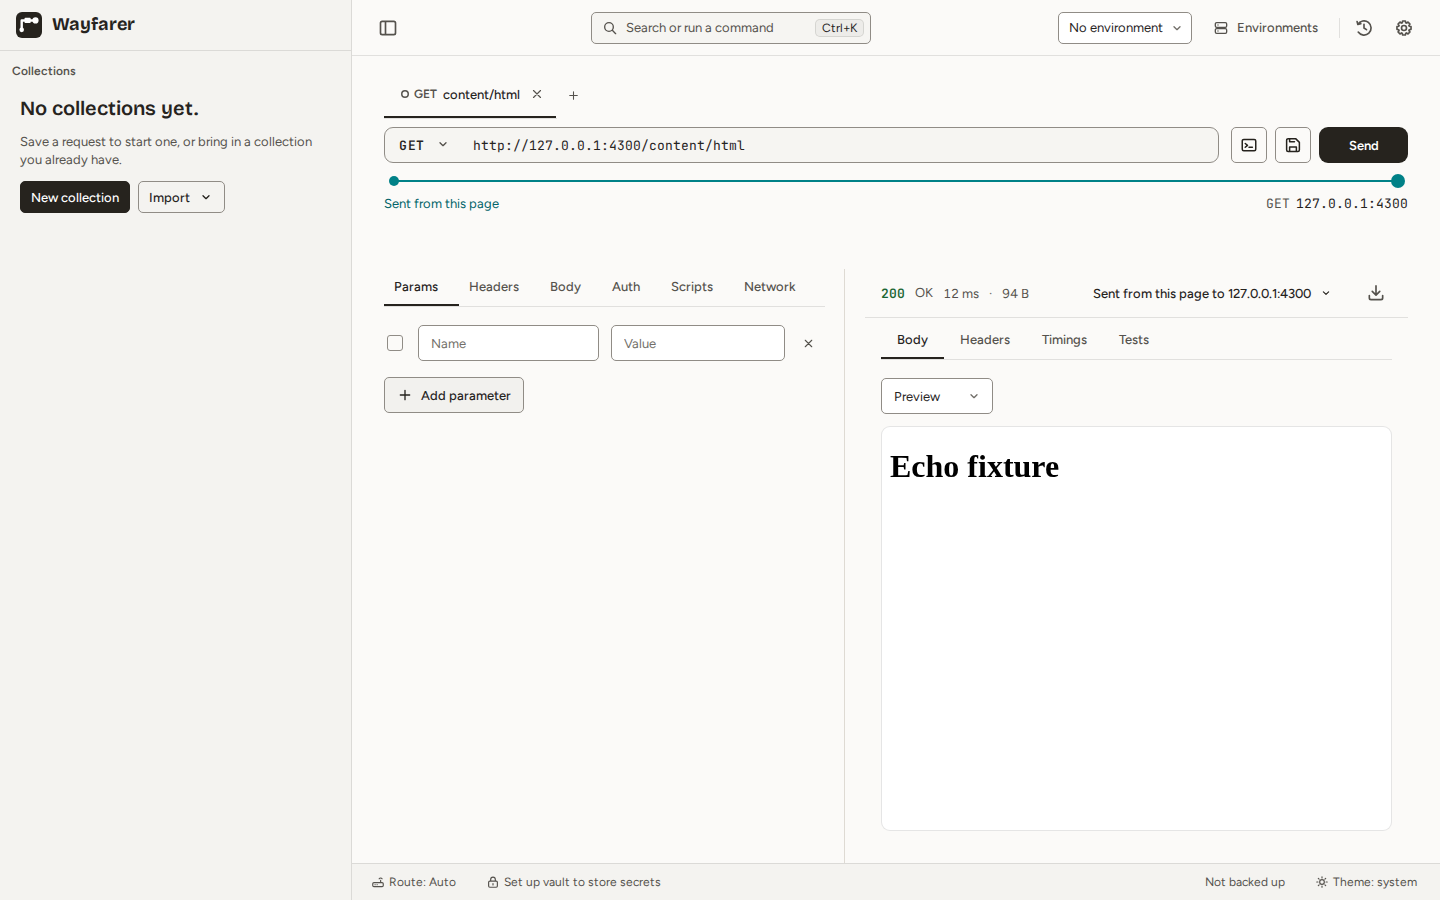 Wayfarer
Search or run a command Ctrl+K
No environment
Environments
Collections
No collections yet.
Save a request to start one, or bring in a collection
you already have.
New collection
Import
GET content/html
GET http://127.0.0.1:4300/content/html
Send
Sent from this page
GET 127.0.0.1:4300
Params Headers Body Auth Scripts Network
Name Value
Add parameter
200 OK 12 ms · 94 B
Sent from this page to 127.0.0.1:4300
Body Headers Timings Tests
Preview
Echo fixture
Route: Auto
Set up vault to store secrets
Not backed up
Theme: system